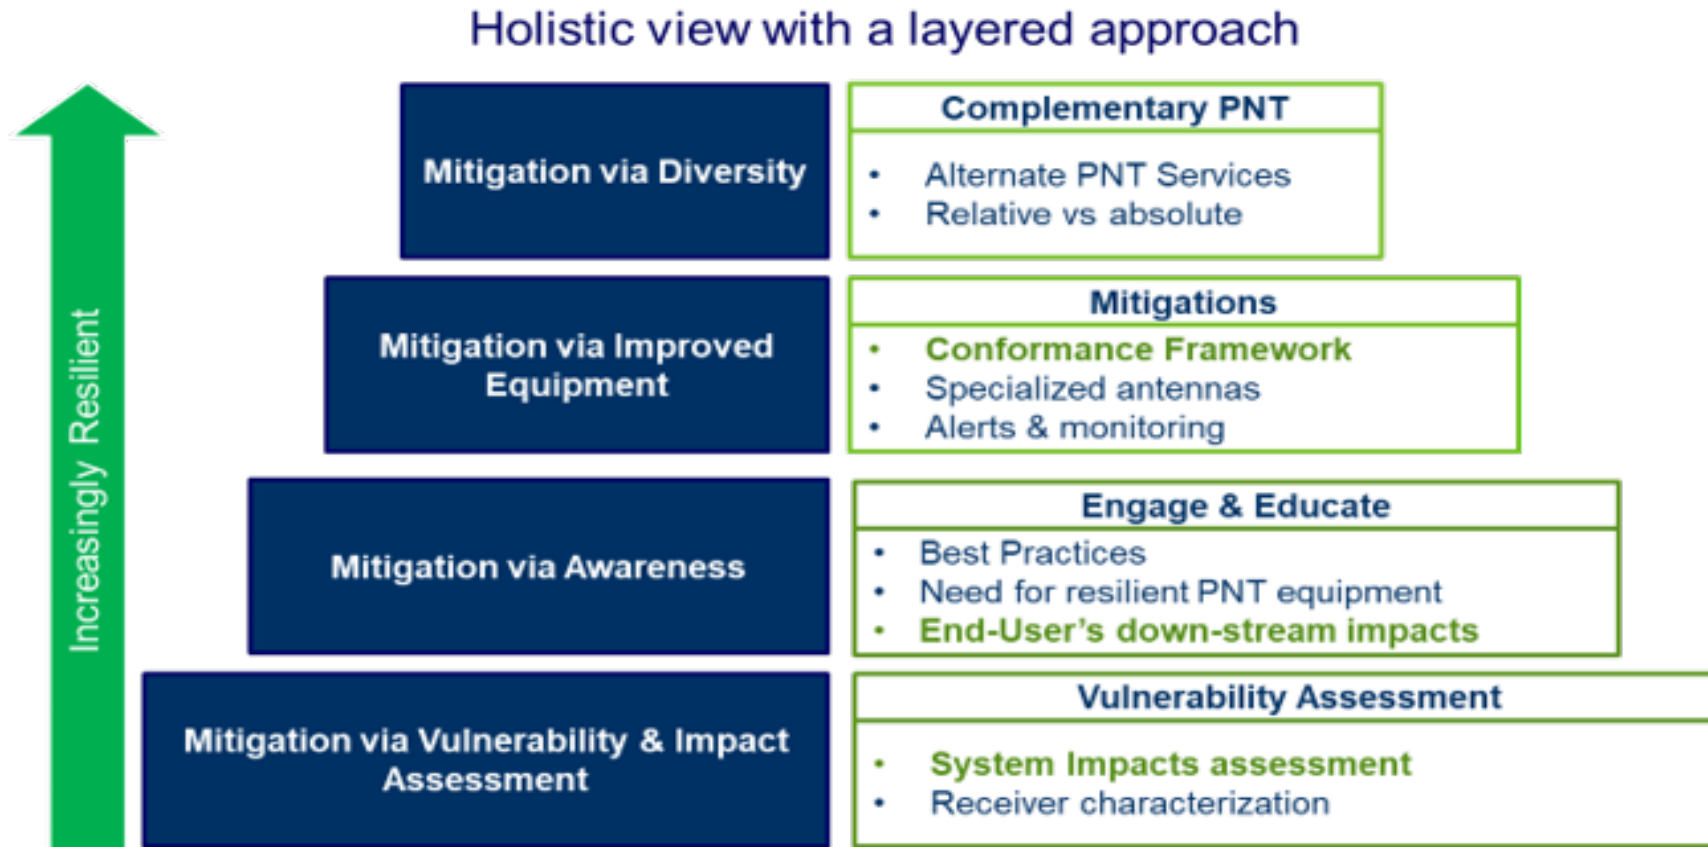 Holistic view with a layered approach
Increasingly Resilient
Mitigation via Diversity
Complementary PNT
• Alternate PNT Services
• Relative vs absolute
Mitigation via Improved
Equipment
Mitigations
• Conformance Framework
• Specialized antennas
• Alerts & monitoring
Mitigation via Awareness
Engage & Educate
• Best Practices
• Need for resilient PNT equipment
• End-User's down-stream impacts
Mitigation via Vulnerability & Impact
Assessment
Vulnerability Assessment
• System Impacts assessment
• Receiver characterization